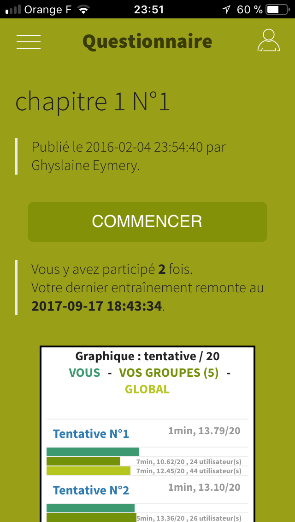 Orange F 23:51 60 %
Questionnaire
chapitre 1 N°1
Publié le 2016-02-04 23:54:40 par
Ghyslaine Eymery.
COMMENCER
Vous y avez participé 2 fois.
Votre dernier entraînement remonte au
2017-09-17 18:43:34.
Graphique : tentative / 20
VOUS - VOS GROUPES (5) -
GLOBAL
Tentative N°1 1min, 13.79/20
7min, 10.62/20 , 24 utilisateur(s)
7min, 12.45/20 , 44 utilisateur(s)
Tentative N°2 1min, 13.10/20
5min, 13.36/20 , 26 utilisateur(s)